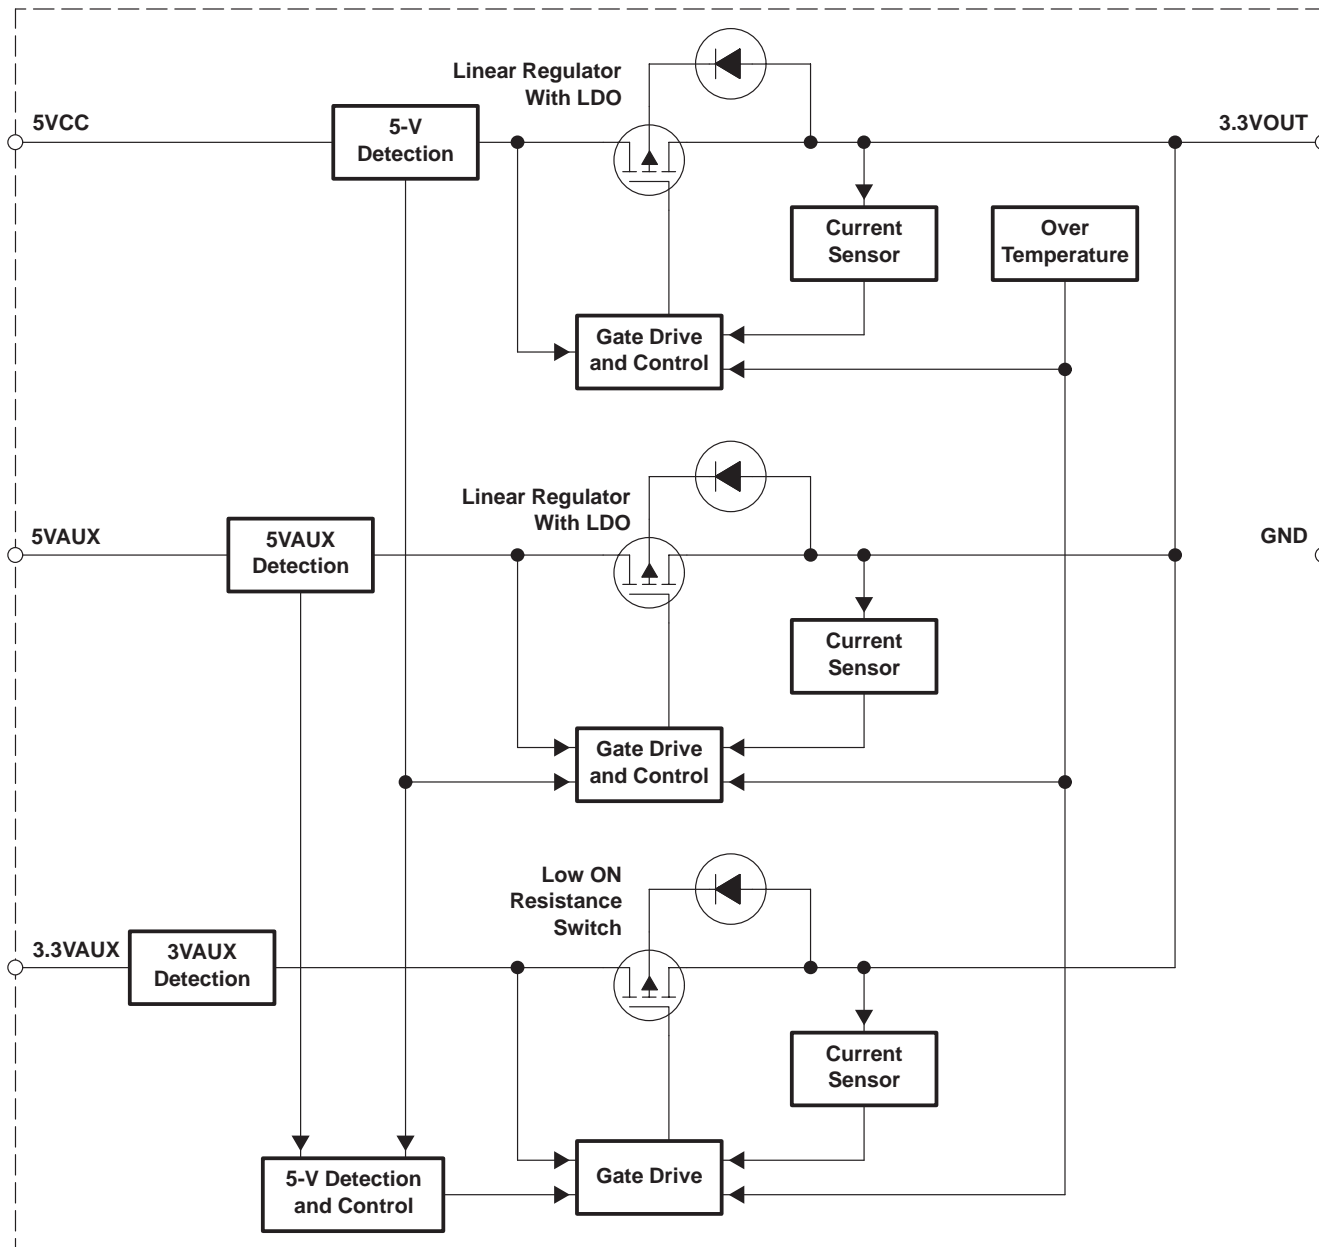 Linear Regulator
With LDO
5VCC
5-V
Detection
3.3VOUT
Current
Sensor
Over
Temperature
Gate Drive
and Control
Linear Regulator
With LDO
5VAUX
5VAUX
Detection
GND
Current
Sensor
Gate Drive
and Control
Low ON
Resistance
Switch
3.3VAUX
3VAUX
Detection
Current
Sensor
5-V Detection
and Control
Gate Drive